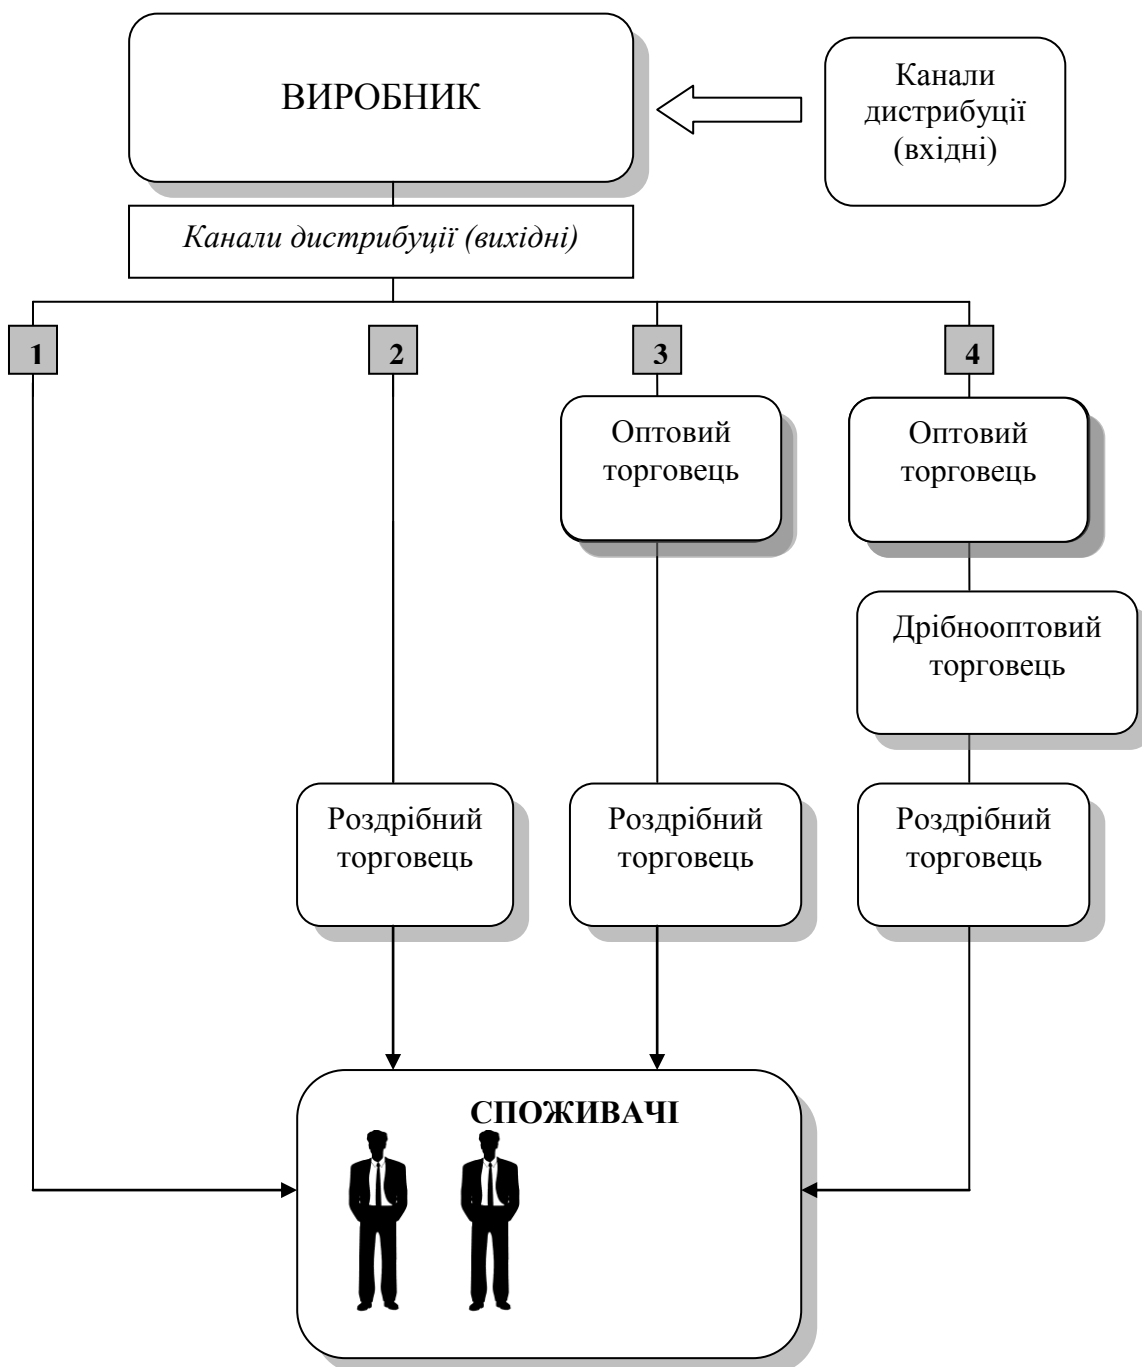 ВИРОБНИК
Канали
дистрибуції
(вхідні)
Канали дистрибуції (вихідні)
1
2
3
4
Оптовий
торговець
Оптовий
торговець
Дрібнооптовий
торговець
Роздрібний
торговець
Роздрібний
торговець
Роздрібний
торговець
СПОЖИВАЧІ